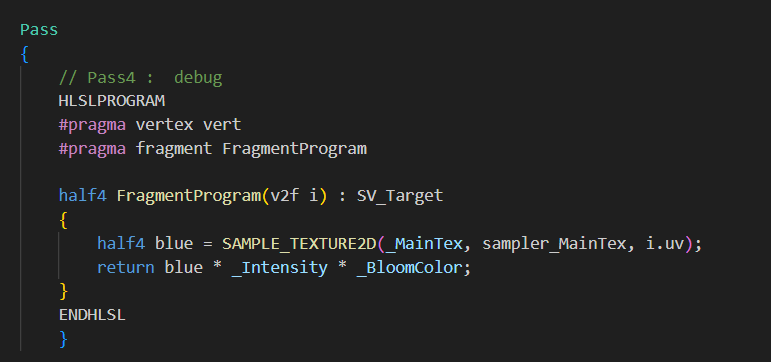 Pass
{
// Pass4 :  debug
HLSLPROGRAM
#pragma vertex vert
#pragma fragment FragmentProgram
half4 FragmentProgram(v2f i) : SV_Target
{
half4 blue = SAMPLE_TEXTURE2D(_MainTex, sampler_MainTex, i.uv);
return blue * _Intensity * _BloomColor;
}
ENDHLSL
}